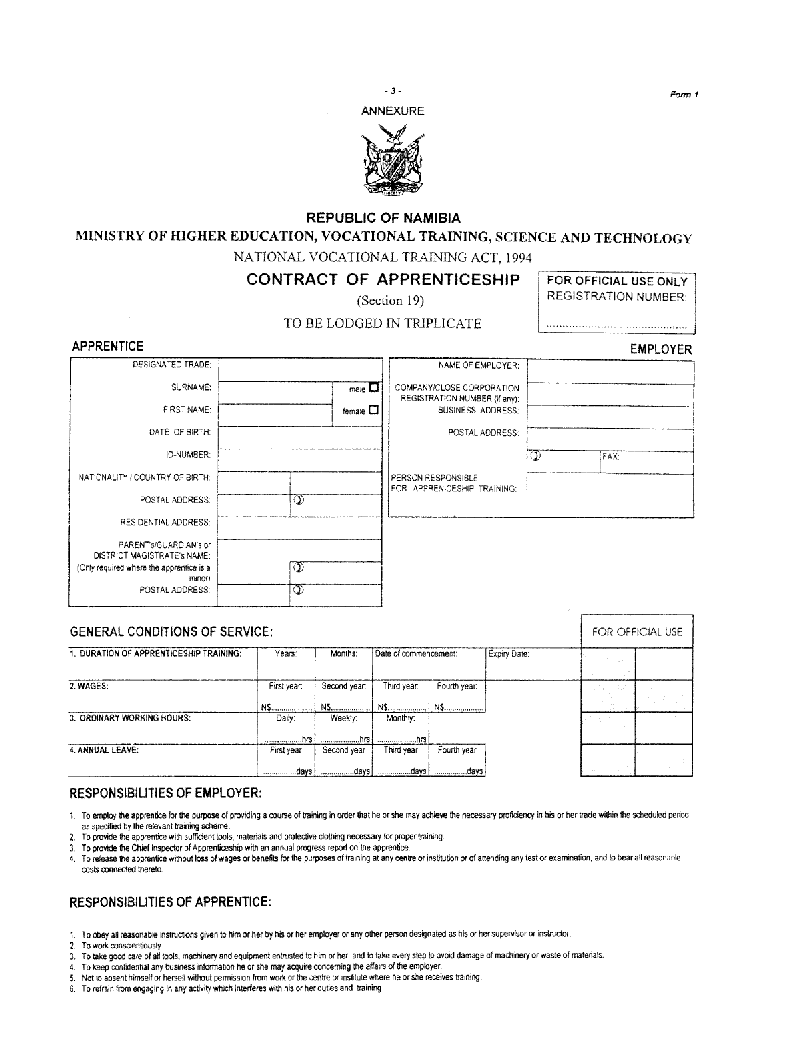 - 3 -
Form 1
ANNEXURE
REPUBLIC OF NAMIBIA
MINISTRY OF HIGHER EDUCATION, VOCATIONAL TRAINING, SCIENCE AND TECHNOLOGY
NATIONAL VOCATIONAL TRAINING ACT, 1994
CONTRACT OF APPRENTICESHIP
(Section 19)
TO BE LODGED IN TRIPLICATE
FOR OFFICIAL USE ONLY
REGISTRATION NUMBER:
..........................................
APPRENTICE
DESIGNATED TRADE:
SURNAME:
male
FIRST NAME:
female
DATE OF BIRTH:
ID-NUMBER:
NATIONALITY / COUNTRY OF BIRTH:
POSTAL ADDRESS:
RESIDENTIAL ADDRESS:
PARENT's/GUARDIAN's or
DISTRICT MAGISTRATE's NAME:
(Only required where the apprentice is a
minor)
POSTAL ADDRESS:
EMPLOYER
NAME OF EMPLOYER:
COMPANY/CLOSE CORPORATION
REGISTRATION NUMBER (if any):
BUSINESS ADDRESS:
POSTAL ADDRESS:
FAX:
PERSON RESPONSIBLE
FOR APPRENICESHIP TRAINING:
GENERAL CONDITIONS OF SERVICE:
FOR OFFICIAL USE
1. DURATION OF APPRENTICESHIP TRAINING: Years: Months: Date of commencement: Expiry Date:
2. WAGES: First year: Second year: Third year: Fourth year:
N$.................. N$................ N$................ N$................
3. ORDINARY WORKING HOURS: Daily: Weekly: Monthly:
................hrs ................hrs ................hrs
4. ANNUAL LEAVE: First year Second year Third year Fourth year
.............days .............days .............days .............days
RESPONSIBILITIES OF EMPLOYER:
1. To employ the apprentice for the purpose of providing a course of training in order that he or she may achieve the necessary proficiency in his or her trade within the scheduled period
as specified by the relevant training scheme.
2. To provide the apprentice with sufficient tools, materials and protective clothing necessary for proper training.
3. To provide the Chief Inspector of Apprenticeship with an annual progress report on the apprentice.
4. To release the apprentice without loss of wages or benefits for the purposes of training at any centre or institution or of attending any test or examination, and to bear all reasonable
costs connected thereto.
RESPONSIBILITIES OF APPRENTICE:
1. To obey all reasonable instructions given to him or her by his or her employer or any other person designated as his or her supervisor or instructor.
2. To work conscientiously
3. To take good care of all tools, machinery and equipment entrusted to him or her and to take every step to avoid damage of machinery or waste of materials.
4. To keep confidential any business information he or she may acquire concerning the affairs of the employer.
5. Not to absent himself or herself without permission from work or the centre or institute where he or she receives training.
6. To refrain from engaging in any activity which interferes with his or her duties and training